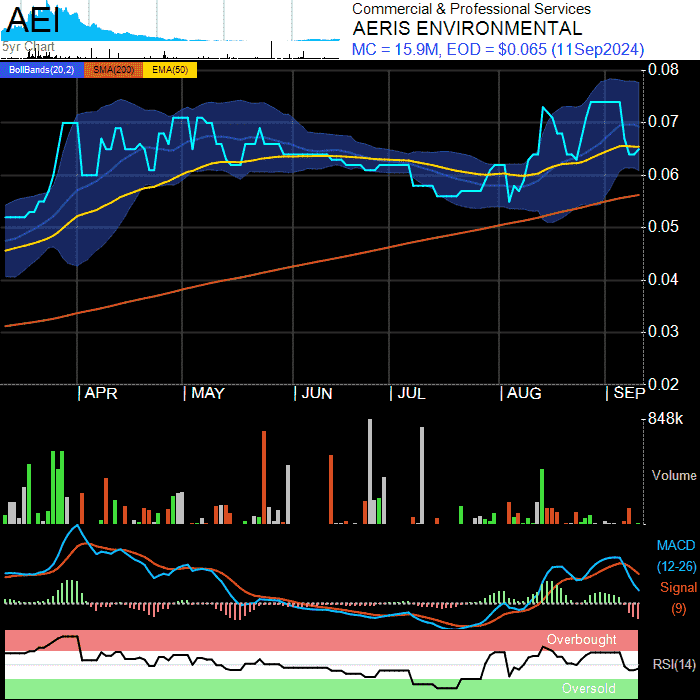 AEI
5yr Chart
Commercial & Professional Services
AERIS ENVIRONMENTAL
MC = 15.9M, EOD = $0.065 (11Sep2024)
BollBands(20,2) SMA(200) EMA(50)
0.08
0.07
0.06
0.05
0.04
0.03
0.02
APR MAY JUN JUL AUG SEP
848k
Volume
MACD
(12-26)
Signal
(9)
Overbought
RSI(14)
Oversold